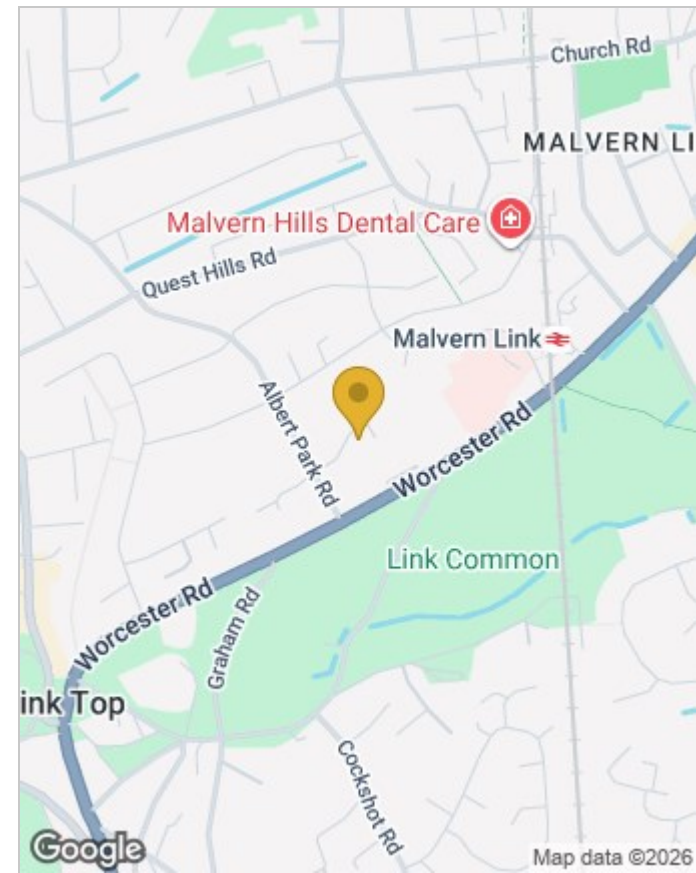 Church Rd
MALVERN LI
Malvern Hills Dental Care
Quest Hills Rd
Malvern Link
Albert Park Rd
Worcester Rd
Link Common
Worcester Rd
Graham Rd
ink Top
Cockshot Rd
Google
Map data ©2026